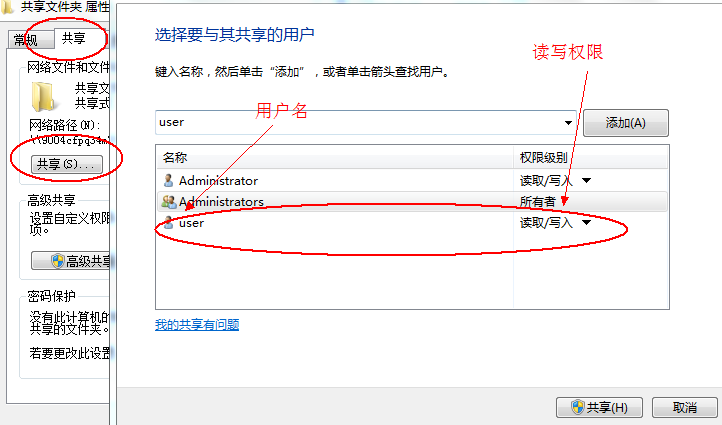 共享文件夹 属性
常规
共享
网络文件和文件
共享文
共享式
网络路径(N):
共享(S)...
高级共享
设置自定义权限
项。
高级共享
密码保护
没有此计算机的
共享的文件夹。
若要更改此设置
选择要与其共享的用户
键入名称，然后单击“添加”，或者单击箭头查找用户。
读写权限
用户名
user
添加(A)
名称
权限级别
Administrator
读取/写入
Administrators
所有者
user
读取/写入
我的共享有问题
共享(H)
取消